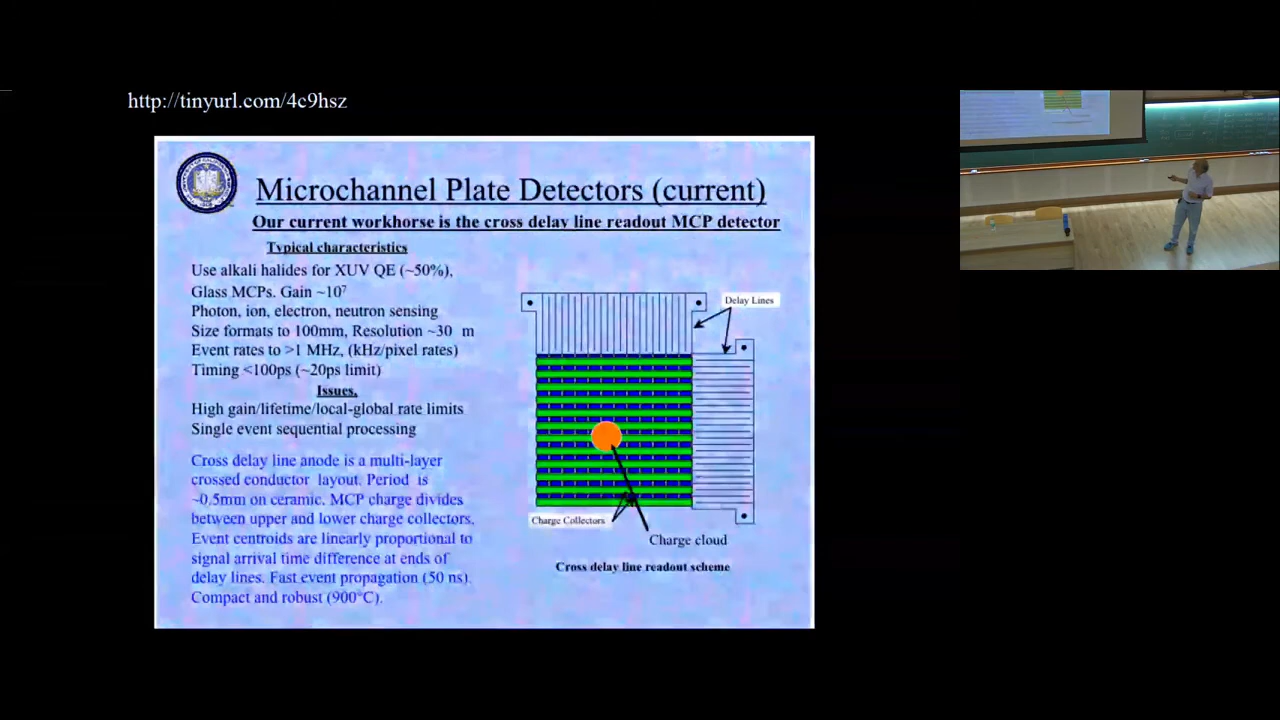 http://tinyurl.com/4c9hsz
Microchannel Plate Detectors (current)
Our current workhorse is the cross delay line readout MCP detector
Typical characteristics
Use alkali halides for XUV QE (~50%),
Glass MCPs. Gain ~10⁷
Photon, ion, electron, neutron sensing
Size formats to 100mm, Resolution ~30 m
Event rates to >1 MHz, (kHz/pixel rates)
Timing <100ps (~20ps limit)
Issues,
High gain/lifetime/local-global rate limits
Single event sequential processing
Cross delay line anode is a multi-layer
crossed conductor layout. Period is
~0.5mm on ceramic. MCP charge divides
between upper and lower charge collectors.
Event centroids are linearly proportional to
signal arrival time difference at ends of
delay lines. Fast event propagation (50 ns).
Compact and robust (900°C).
Delay Lines
Charge Collectors
Charge cloud
Cross delay line readout scheme